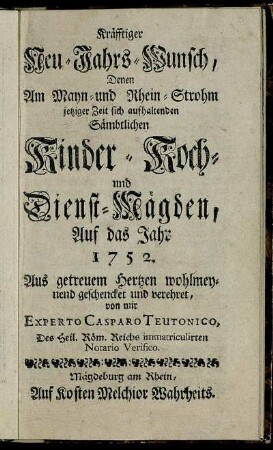 Kräfftiger
Neu-Jahrs-Wunsch,
Denen
Am Mayn- und Rhein-Strohm
jetziger Zeit sich aufhaltenden
Sämbtlichen
Kinder- Koch-
und
Dienst-Mägden,
Auf das Jahr
1752.
Aus getreuem Hertzen wohlmey-
nend geschencket und verehret,
von mir
EXPERTO CASPARO TEUTONICO,
Des Heil. Röm. Reichs immatriculirten
Notario Verifico.
Mägdeburg am Rhein,
Auf Kosten Melchior Wahrheits.